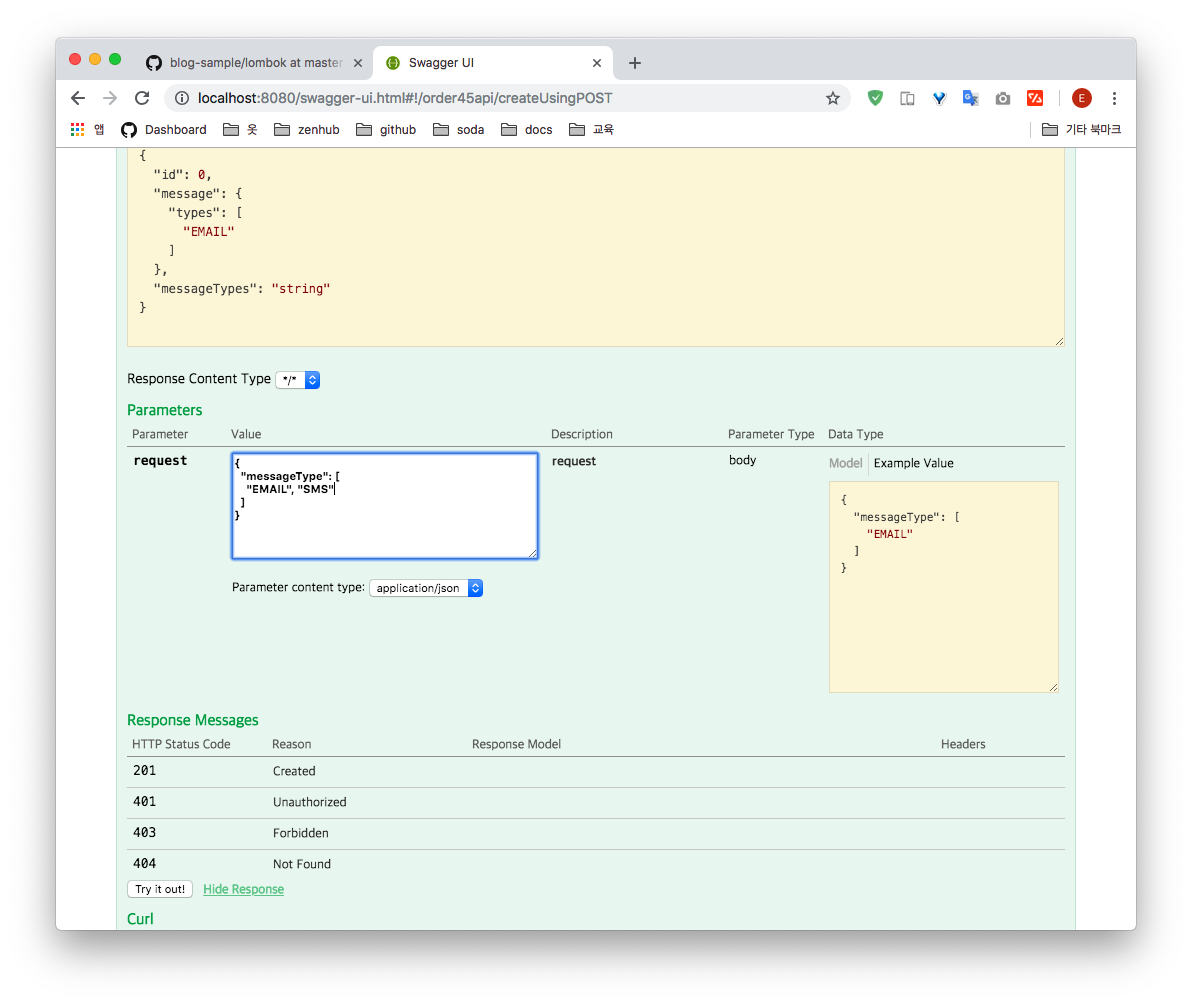 blog-sample/lombok at master
Swagger UI
localhost:8080/swagger-ui.html#!/order45api/createUsingPOST
E
앱 Dashboard 옷 zenhub github soda docs 교육 기타 북마크
{
"id": 0,
"message": {
"types": [
"EMAIL"
]
},
"messageTypes": "string"
}
Response Content Type */*
Parameters
Parameter Value Description Parameter Type Data Type
request
{
"messageType": [
"EMAIL", "SMS"
]
}
request
body
Model Example Value
{
"messageType": [
"EMAIL"
]
}
Parameter content type: application/json
Response Messages
HTTP Status Code Reason Response Model Headers
201 Created
401 Unauthorized
403 Forbidden
404 Not Found
Try it out! Hide Response
Curl